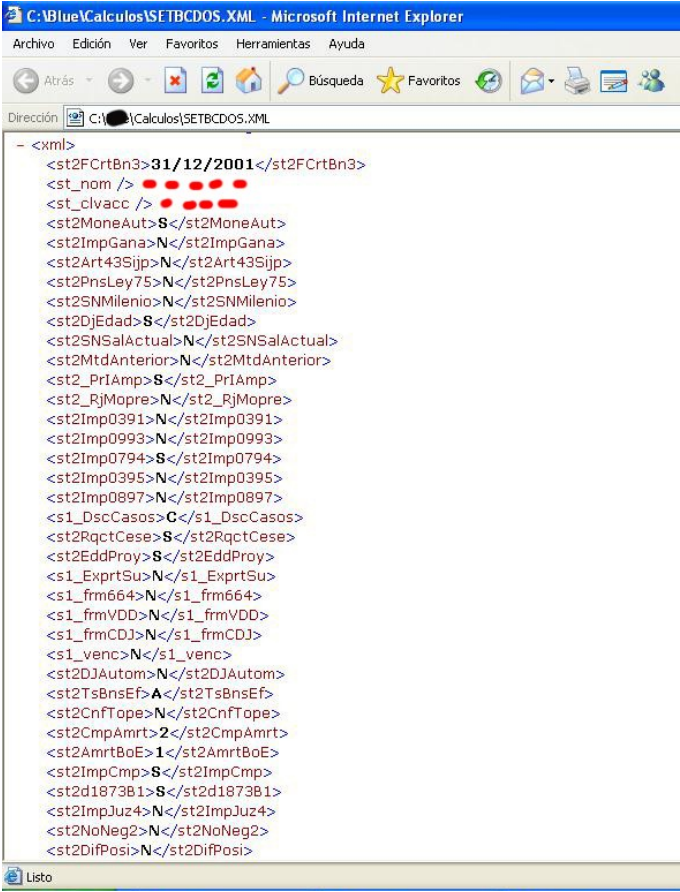 C:\Blue\Calculos\SETBCDOS.XML - Microsoft Internet Explorer
Archivo Edición Ver Favoritos Herramientas Ayuda
Atrás Búsqueda Favoritos
Dirección C:\ \Calculos\SETBCDOS.XML
- <xml>
<st2FCrtBn3>31/12/2001</st2FCrtBn3>
<st_nom />
<st_clvacc />
<st2MoneAut>S</st2MoneAut>
<st2ImpGana>N</st2ImpGana>
<st2Art43Sijp>N</st2Art43Sijp>
<st2PnsLey75>N</st2PnsLey75>
<st2SNMilenio>N</st2SNMilenio>
<st2DjEdad>S</st2DjEdad>
<st2SNSalActual>N</st2SNSalActual>
<st2MtdAnterior>N</st2MtdAnterior>
<st2_PrIAmp>S</st2_PrIAmp>
<st2_RjMopre>N</st2_RjMopre>
<st2Imp0391>N</st2Imp0391>
<st2Imp0993>N</st2Imp0993>
<st2Imp0794>S</st2Imp0794>
<st2Imp0395>N</st2Imp0395>
<st2Imp0897>N</st2Imp0897>
<s1_DscCasos>C</s1_DscCasos>
<st2RqctCese>S</st2RqctCese>
<st2EddProy>S</st2EddProy>
<s1_ExprtSu>N</s1_ExprtSu>
<s1_frm664>N</s1_frm664>
<s1_frmVDD>N</s1_frmVDD>
<s1_frmCDJ>N</s1_frmCDJ>
<s1_venc>N</s1_venc>
<st2DJAutom>N</st2DJAutom>
<st2TsBnsEf>A</st2TsBnsEf>
<st2CnfTope>N</st2CnfTope>
<st2CmpAmrt>2</st2CmpAmrt>
<st2AmrtBoE>1</st2AmrtBoE>
<st2ImpCmp>S</st2ImpCmp>
<st2d1873B1>S</st2d1873B1>
<st2ImpJuz4>N</st2ImpJuz4>
<st2NoNeg2>N</st2NoNeg2>
<st2DifPosi>N</st2DifPosi>
Listo